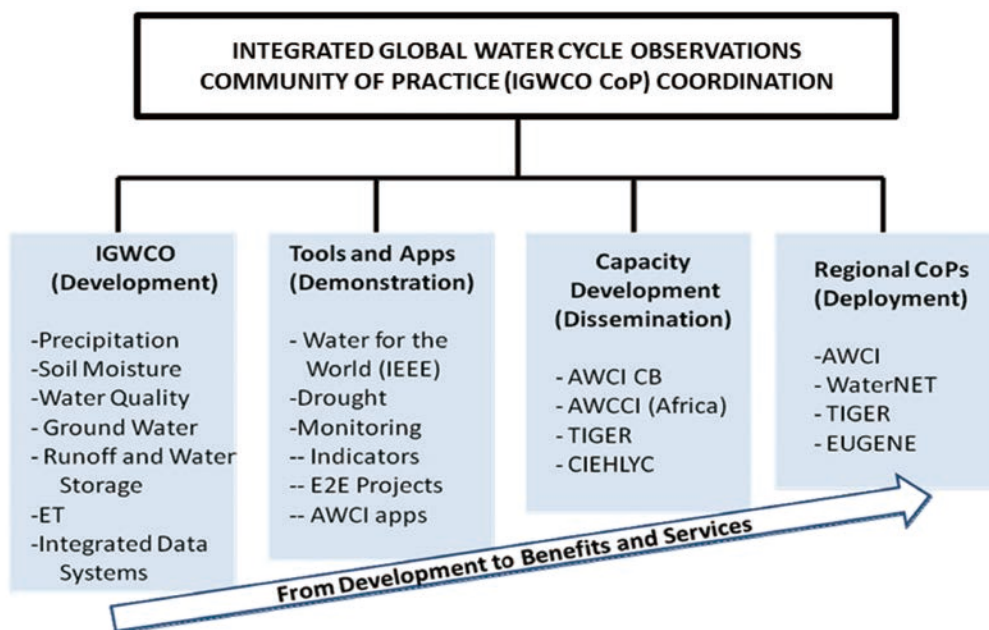 INTEGRATED GLOBAL WATER CYCLE OBSERVATIONS
COMMUNITY OF PRACTICE (IGWCO CoP) COORDINATION
IGWCO
(Development)
-Precipitation
-Soil Moisture
-Water Quality
- Ground Water
- Runoff and Water
Storage
-ET
-Integrated Data
Systems
Tools and Apps
(Demonstration)
- Water for the
World (IEEE)
-Drought
-Monitoring
-- Indicators
-- E2E Projects
-- AWCI apps
Capacity
Development
(Dissemination)
- AWCI CB
- AWCCI (Africa)
- TIGER
- CIEHLYC
Regional CoPs
(Deployment)
-AWCI
- WaterNET
- TIGER
- EUGENE
From Development to Benefits and Services